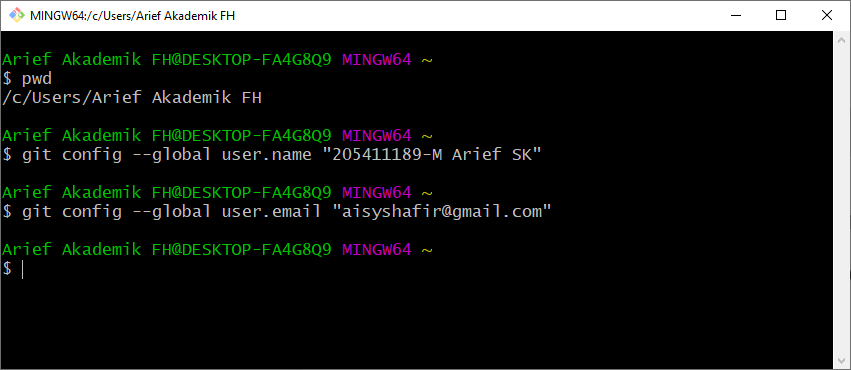 MINGW64:/c/Users/Arief Akademik FH
Arief Akademik FH@DESKTOP-FA4G8Q9 MINGW64 ~
$ pwd
/c/Users/Arief Akademik FH
Arief Akademik FH@DESKTOP-FA4G8Q9 MINGW64 ~
$ git config --global user.name "205411189-M Arief SK"
Arief Akademik FH@DESKTOP-FA4G8Q9 MINGW64 ~
$ git config --global user.email "aisyshafir@gmail.com"
Arief Akademik FH@DESKTOP-FA4G8Q9 MINGW64 ~
$